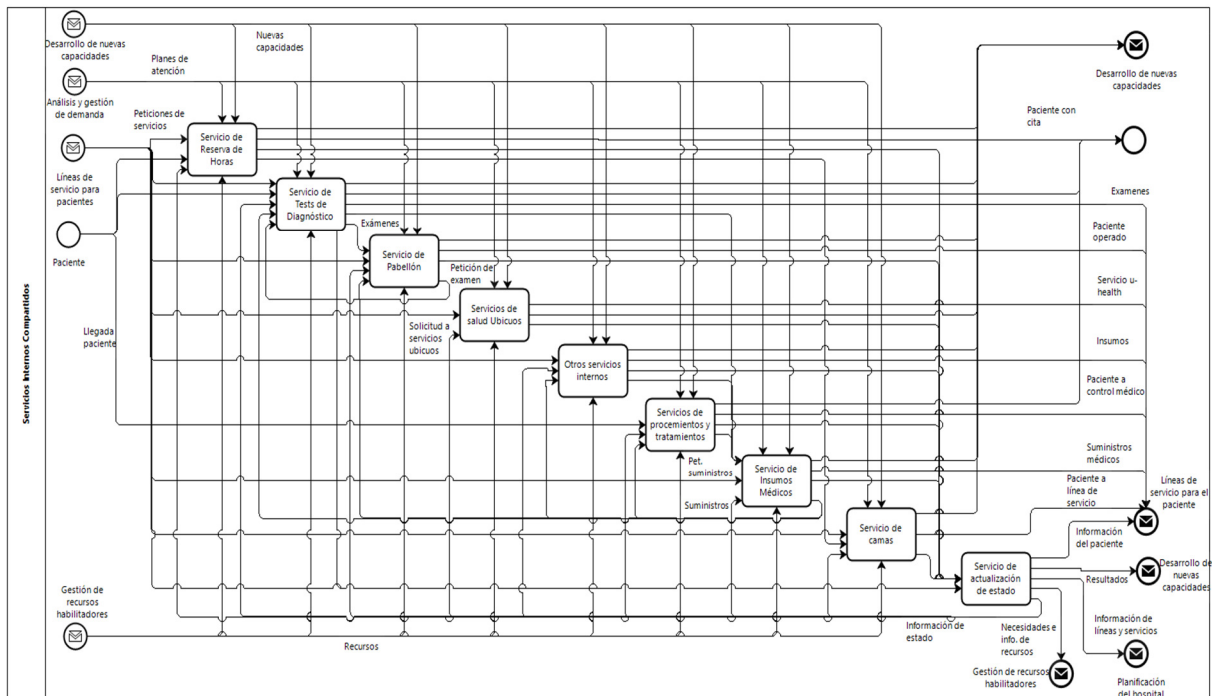 Servicios Internos Compartidos
Desarrollo de nuevas
capacidades
Nuevas
capacidades
Planes de
atención
Análisis y gestión
de demanda
Peticiones de
servicios
Líneas de
servicio para
pacientes
Paciente
Llegada
paciente
Gestión de
recursos
habilitadores
Recursos
Servicio de
Reserva de
Horas
Servicio de
Tests de
Diagnóstico
Exámenes
Servicio de
Pabellón
Petición de
examen
Servicios de
salud Ubicuos
Solicitud a
servicios
ubicuos
Otros servicios
internos
Servicios de
procemientos y
tratamientos
Pet.
suministros
Servicio de
Insumos
Médicos
Suministros
Servicio de
camas
Servicio de
actualización
de estado
Información de
estado
Necesidades e
info. de
recursos
Gestión de recursos
habilitadores
Desarrollo de nuevas
capacidades
Paciente con
cita
Examenes
Paciente
operado
Servicio u-
health
Insumos
Paciente a
control médico
Suministros
médicos
Paciente a
línea de
servicio
Líneas de
servicio para el
paciente
Información
del paciente
Resultados
Desarrollo de
nuevas
capacidades
Información de
líneas y servicios
Planificación
del hospital